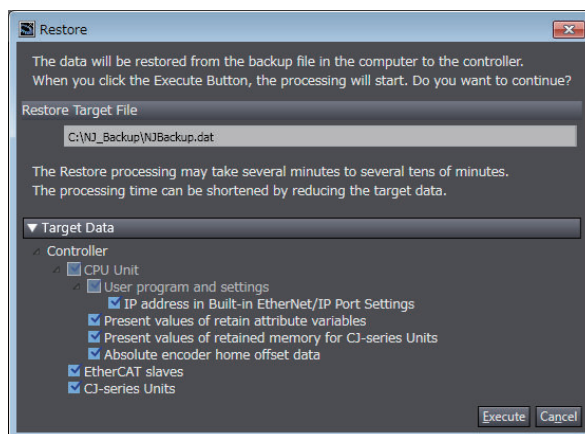 Restore
The data will be restored from the backup file in the computer to the controller.
When you click the Execute Button, the processing will start. Do you want to continue?
Restore Target File
C:\NJ_Backup\NJBackup.dat
The Restore processing may take several minutes to several tens of minutes.
The processing time can be shortened by reducing the target data.
Target Data
Controller
CPU Unit
User program and settings
IP address in Built-in EtherNet/IP Port Settings
Present values of retain attribute variables
Present values of retained memory for CJ-series Units
Absolute encoder home offset data
EtherCAT slaves
CJ-series Units
Execute Cancel